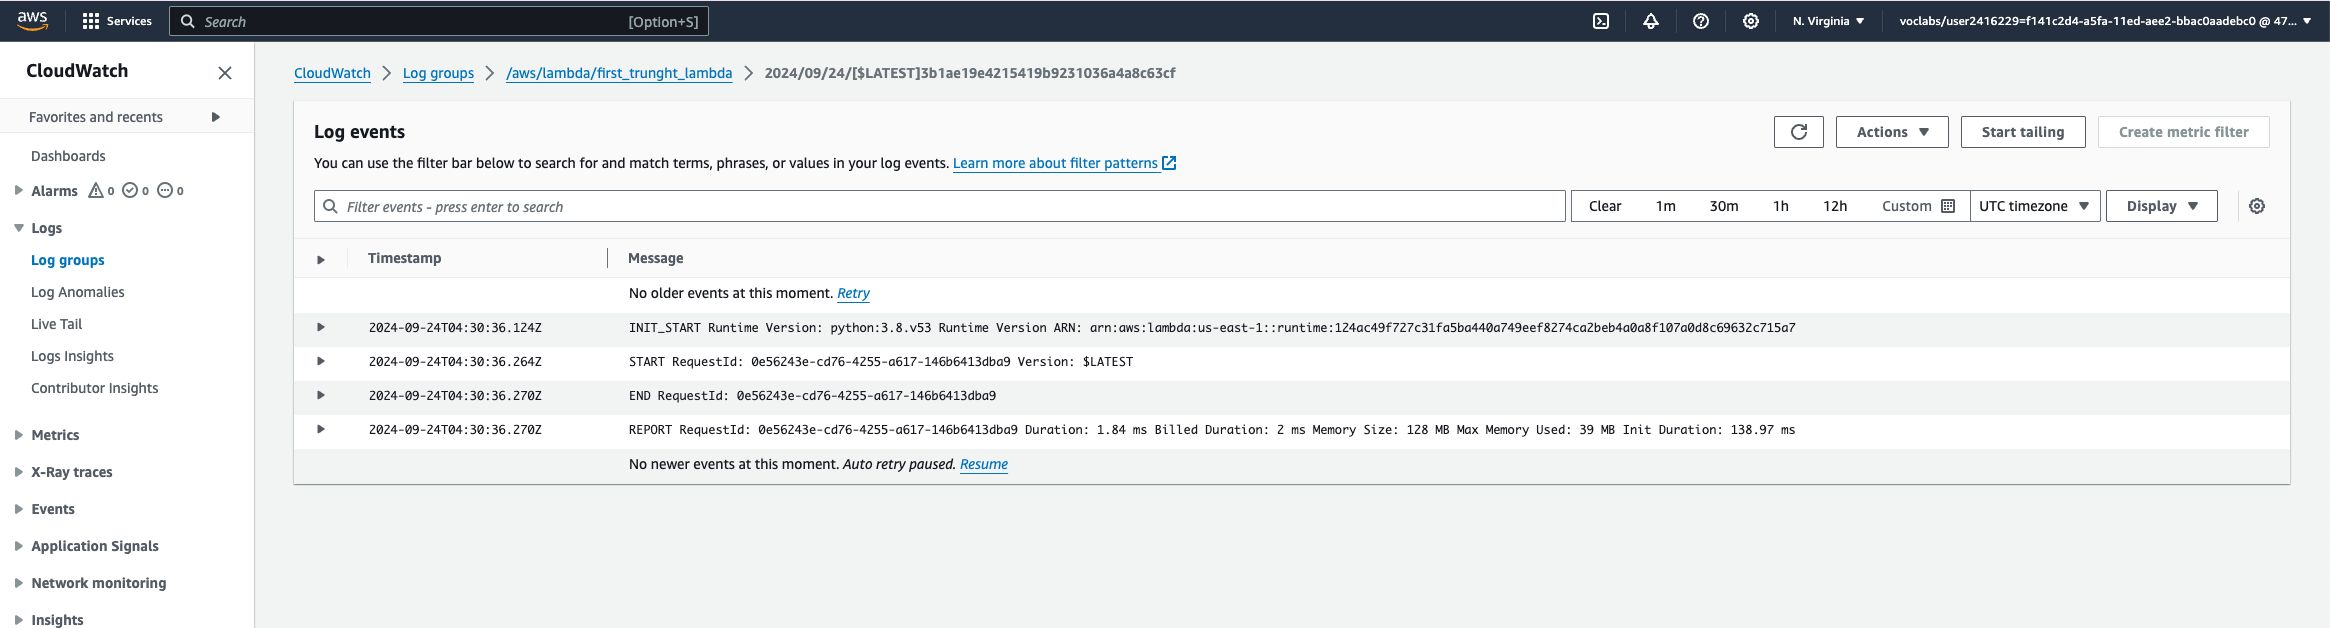 aws Services Search [Option+S] N. Virginia voclabs/user2416229=f141c2d4-a5fa-11ed-aee2-bbac0aadebc0 @ 47...
CloudWatch
Favorites and recents
Dashboards
Alarms 0 0 0
Logs
Log groups
Log Anomalies
Live Tail
Logs Insights
Contributor Insights
Metrics
X-Ray traces
Events
Application Signals
Network monitoring
Insights
CloudWatch Log groups /aws/lambda/first_trunght_lambda 2024/09/24/[$LATEST]3b1ae19e4215419b9231036a4a8c63cf
Log events
Actions Start tailing Create metric filter
You can use the filter bar below to search for and match terms, phrases, or values in your log events. Learn more about filter patterns
Filter events - press enter to search Clear 1m 30m 1h 12h Custom UTC timezone Display
Timestamp Message
No older events at this moment. Retry
2024-09-24T04:30:36.124Z INIT_START Runtime Version: python:3.8.v53 Runtime Version ARN: arn:aws:lambda:us-east-1::runtime:124ac49f727c31fa5ba440a749eef8274ca2beb4a0a8f107a0d8c69632c715a7
2024-09-24T04:30:36.264Z START RequestId: 0e56243e-cd76-4255-a617-146b6413dba9 Version: $LATEST
2024-09-24T04:30:36.270Z END RequestId: 0e56243e-cd76-4255-a617-146b6413dba9
2024-09-24T04:30:36.270Z REPORT RequestId: 0e56243e-cd76-4255-a617-146b6413dba9 Duration: 1.84 ms Billed Duration: 2 ms Memory Size: 128 MB Max Memory Used: 39 MB Init Duration: 138.97 ms
No newer events at this moment. Auto retry paused. Resume